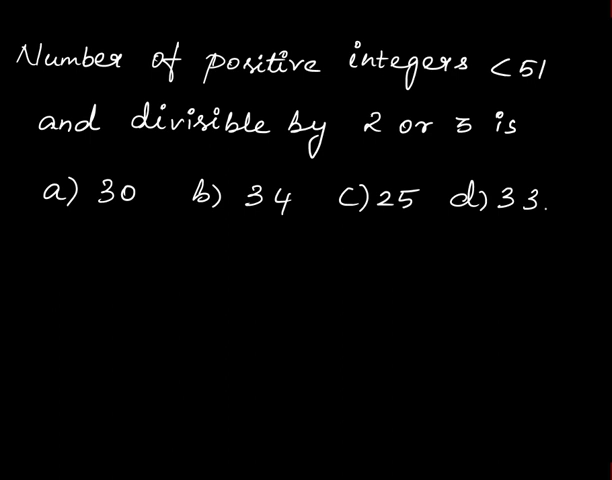 Number of positive integers < 51
and divisible by 2 or 3 is
a) 30 b) 34 c) 25 d) 33.